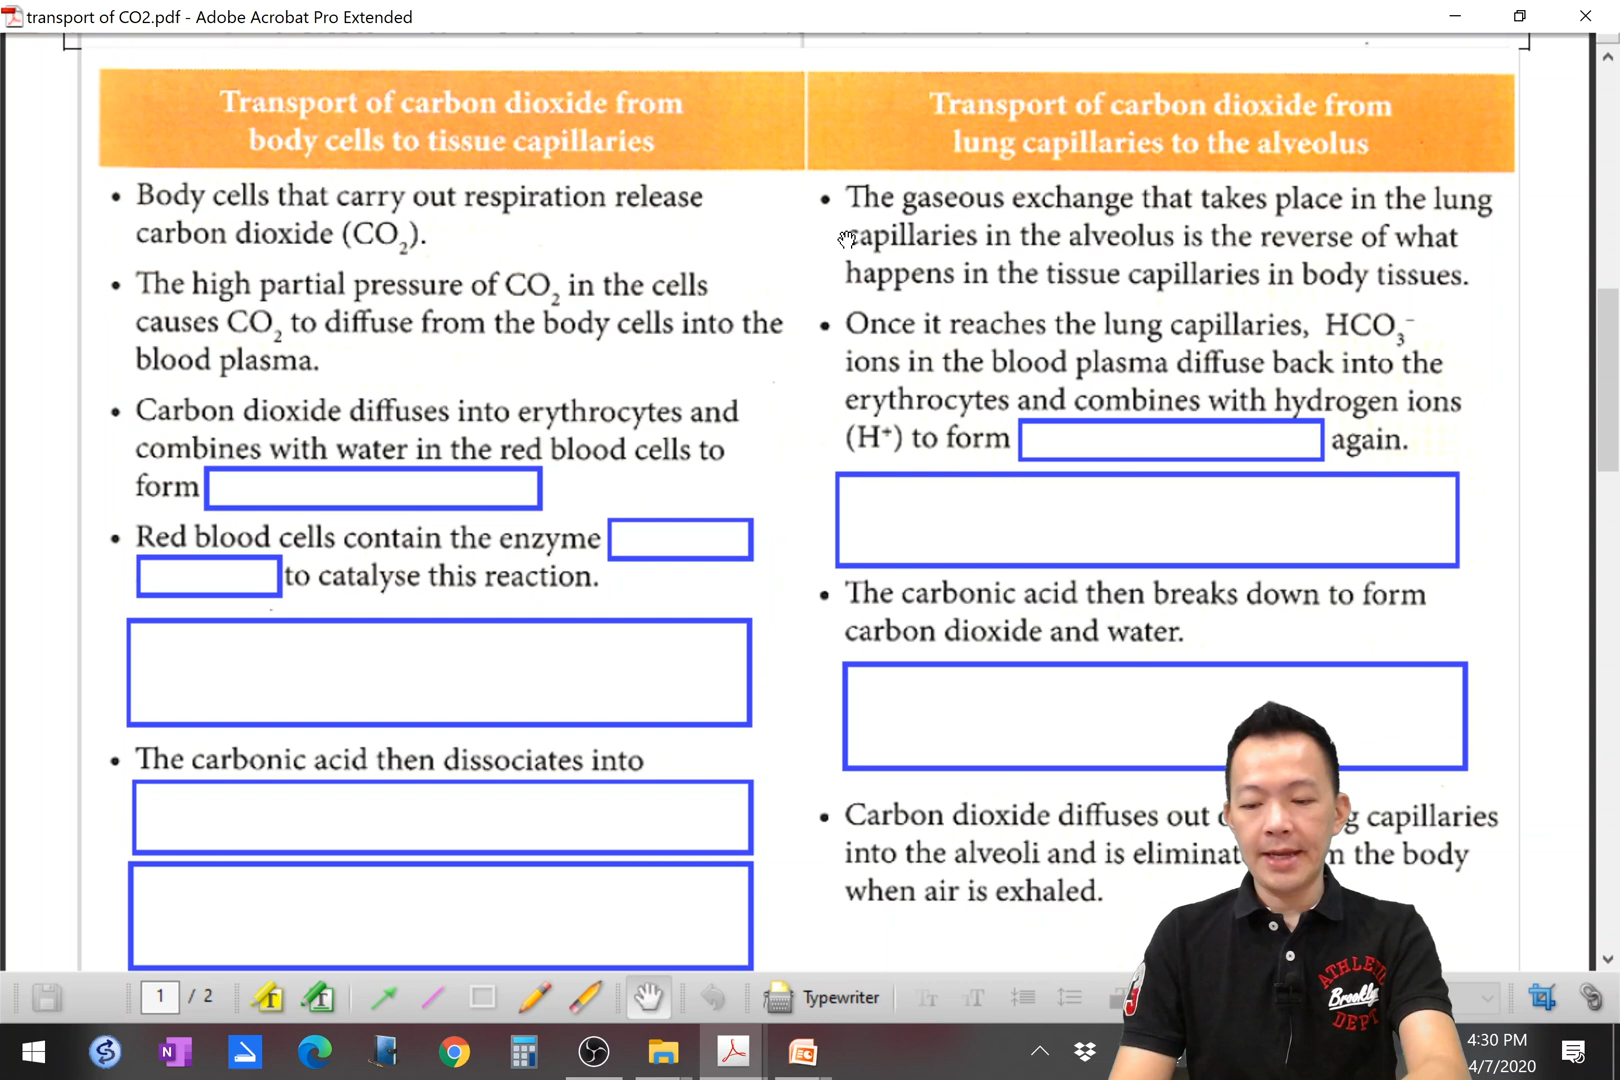 transport of CO2.pdf - Adobe Acrobat Pro Extended
Transport of carbon dioxide from
body cells to tissue capillaries
• Body cells that carry out respiration release
carbon dioxide (CO₂).
• The high partial pressure of CO₂ in the cells
causes CO₂ to diffuse from the body cells into the
blood plasma.
• Carbon dioxide diffuses into erythrocytes and
combines with water in the red blood cells to
form
• Red blood cells contain the enzyme
to catalyse this reaction.
• The carbonic acid then dissociates into
Transport of carbon dioxide from
lung capillaries to the alveolus
• The gaseous exchange that takes place in the lung
capillaries in the alveolus is the reverse of what
happens in the tissue capillaries in body tissues.
• Once it reaches the lung capillaries, HCO₃⁻
ions in the blood plasma diffuse back into the
erythrocytes and combines with hydrogen ions
(H⁺) to form again.
• The carbonic acid then breaks down to form
carbon dioxide and water.
• Carbon dioxide diffuses out capillaries
into the alveoli and is the body
when air is exhaled.
1 / 2
Typewriter
ATHLETIC
Brooklyn
DEPT
4:30 PM
4/7/2020